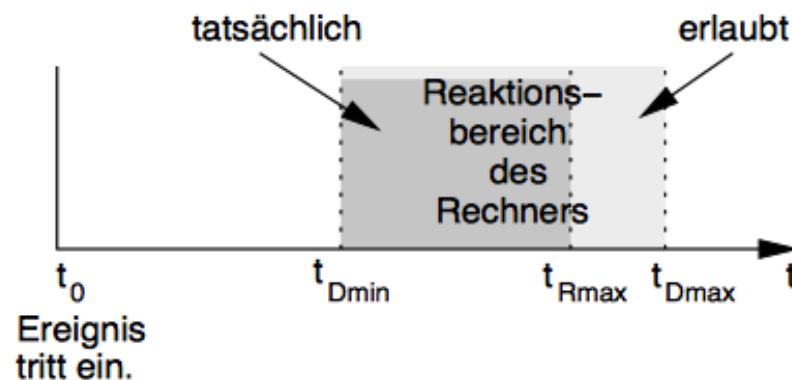 tatsächlich
erlaubt
Reaktions–
bereich
des
Rechners
t0
tDmin
tRmax
tDmax
t
Ereignis
tritt ein.